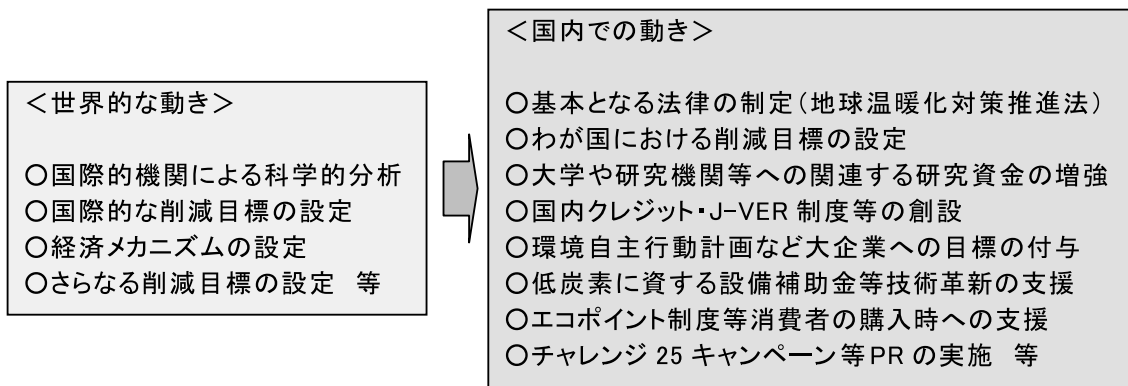 ＜世界的な動き＞
○国際的機関による科学的分析
○国際的な削減目標の設定
○経済メカニズムの設定
○さらなる削減目標の設定　等
＜国内での動き＞
○基本となる法律の制定（地球温暖化対策推進法）
○わが国における削減目標の設定
○大学や研究機関等への関連する研究資金の増強
○国内クレジット・J-VER 制度等の創設
○環境自主行動計画など大企業への目標の付与
○低炭素に資する設備補助金等技術革新の支援
○エコポイント制度等消費者の購入時への支援
○チャレンジ 25 キャンペーン等PR の実施　等